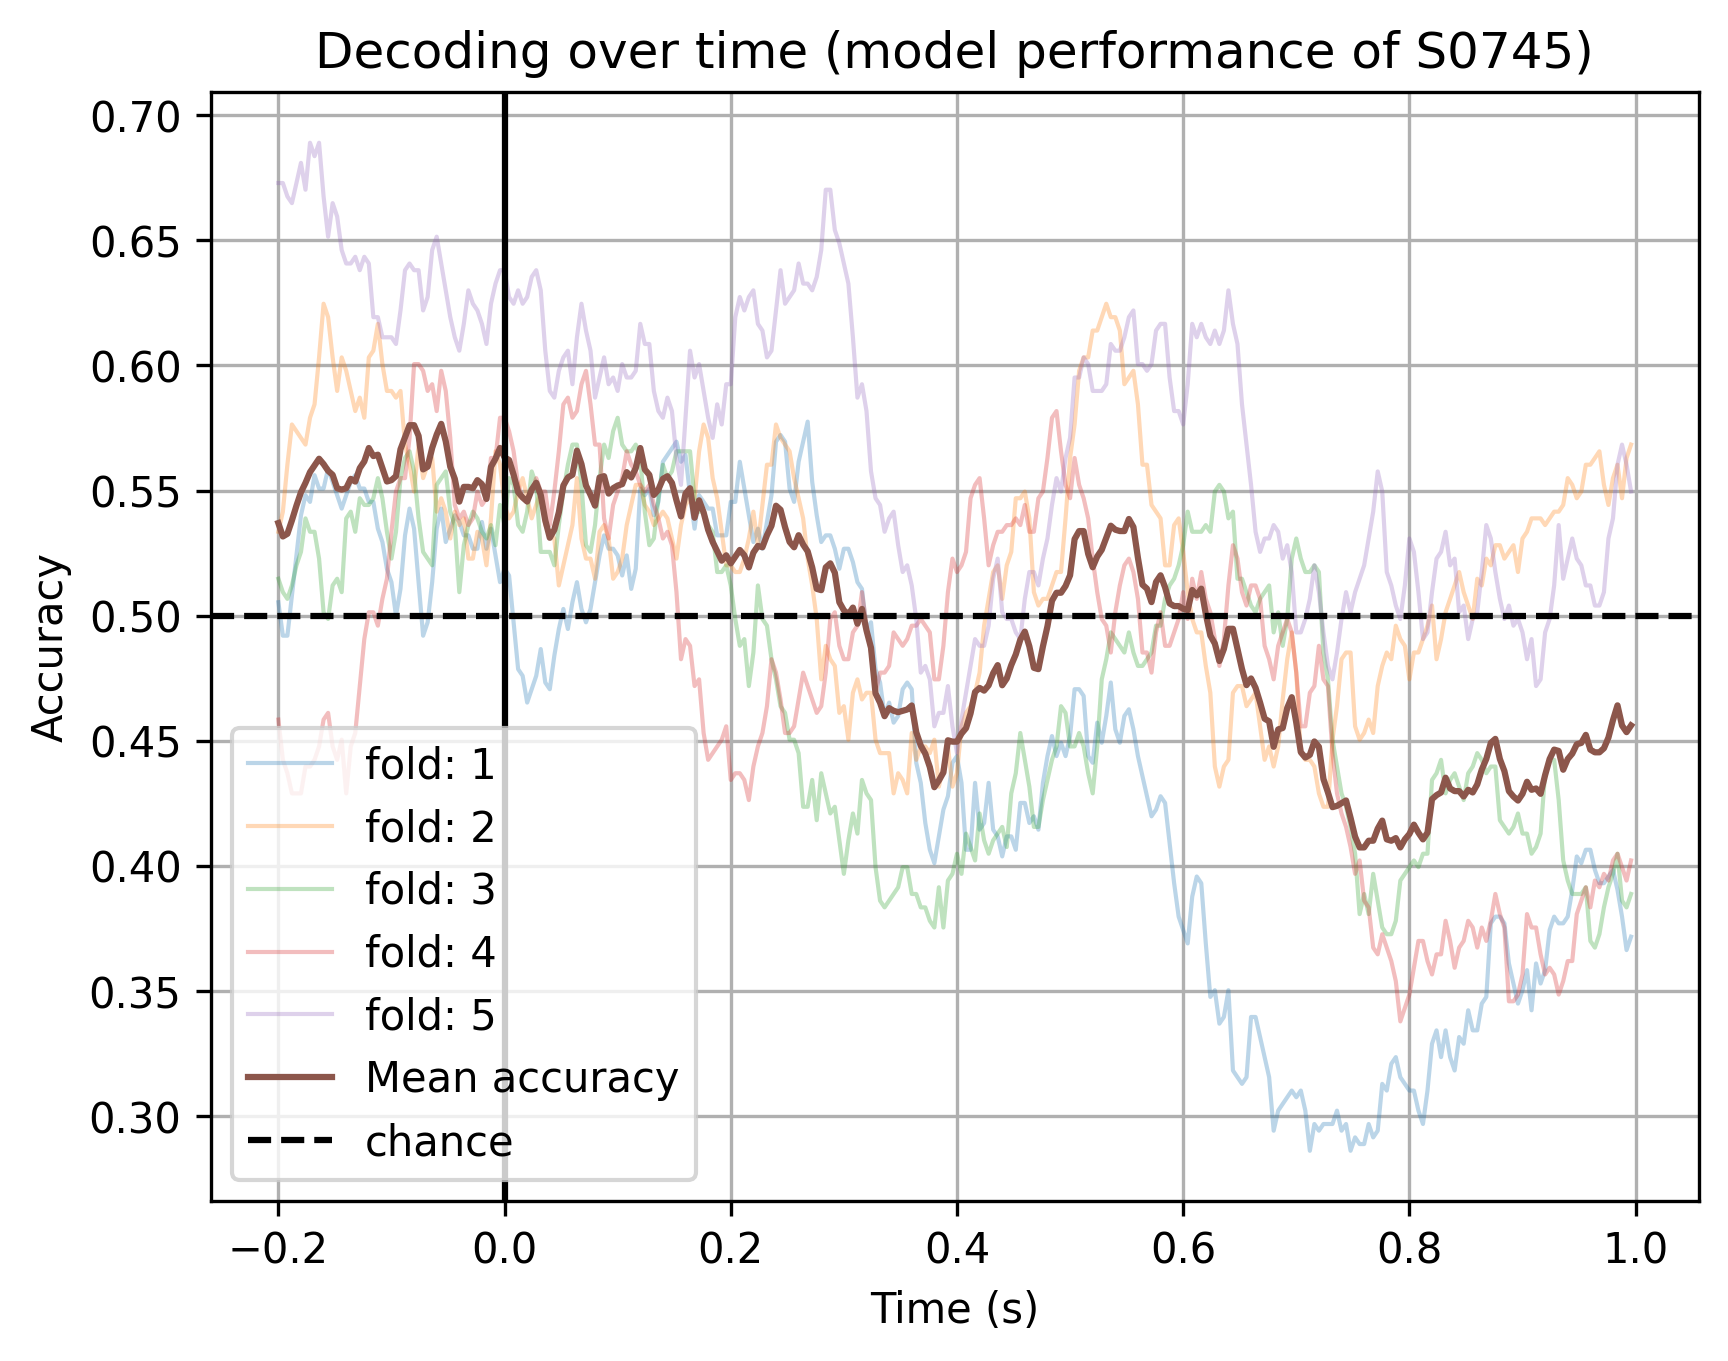 Decoding over time (model performance of S0745)
Accuracy
0.70
0.65
0.60
0.55
0.50
0.45
0.40
0.35
0.30
fold: 1
fold: 2
fold: 3
fold: 4
fold: 5
Mean accuracy
chance
−0.2 0.0 0.2 0.4 0.6 0.8 1.0
Time (s)